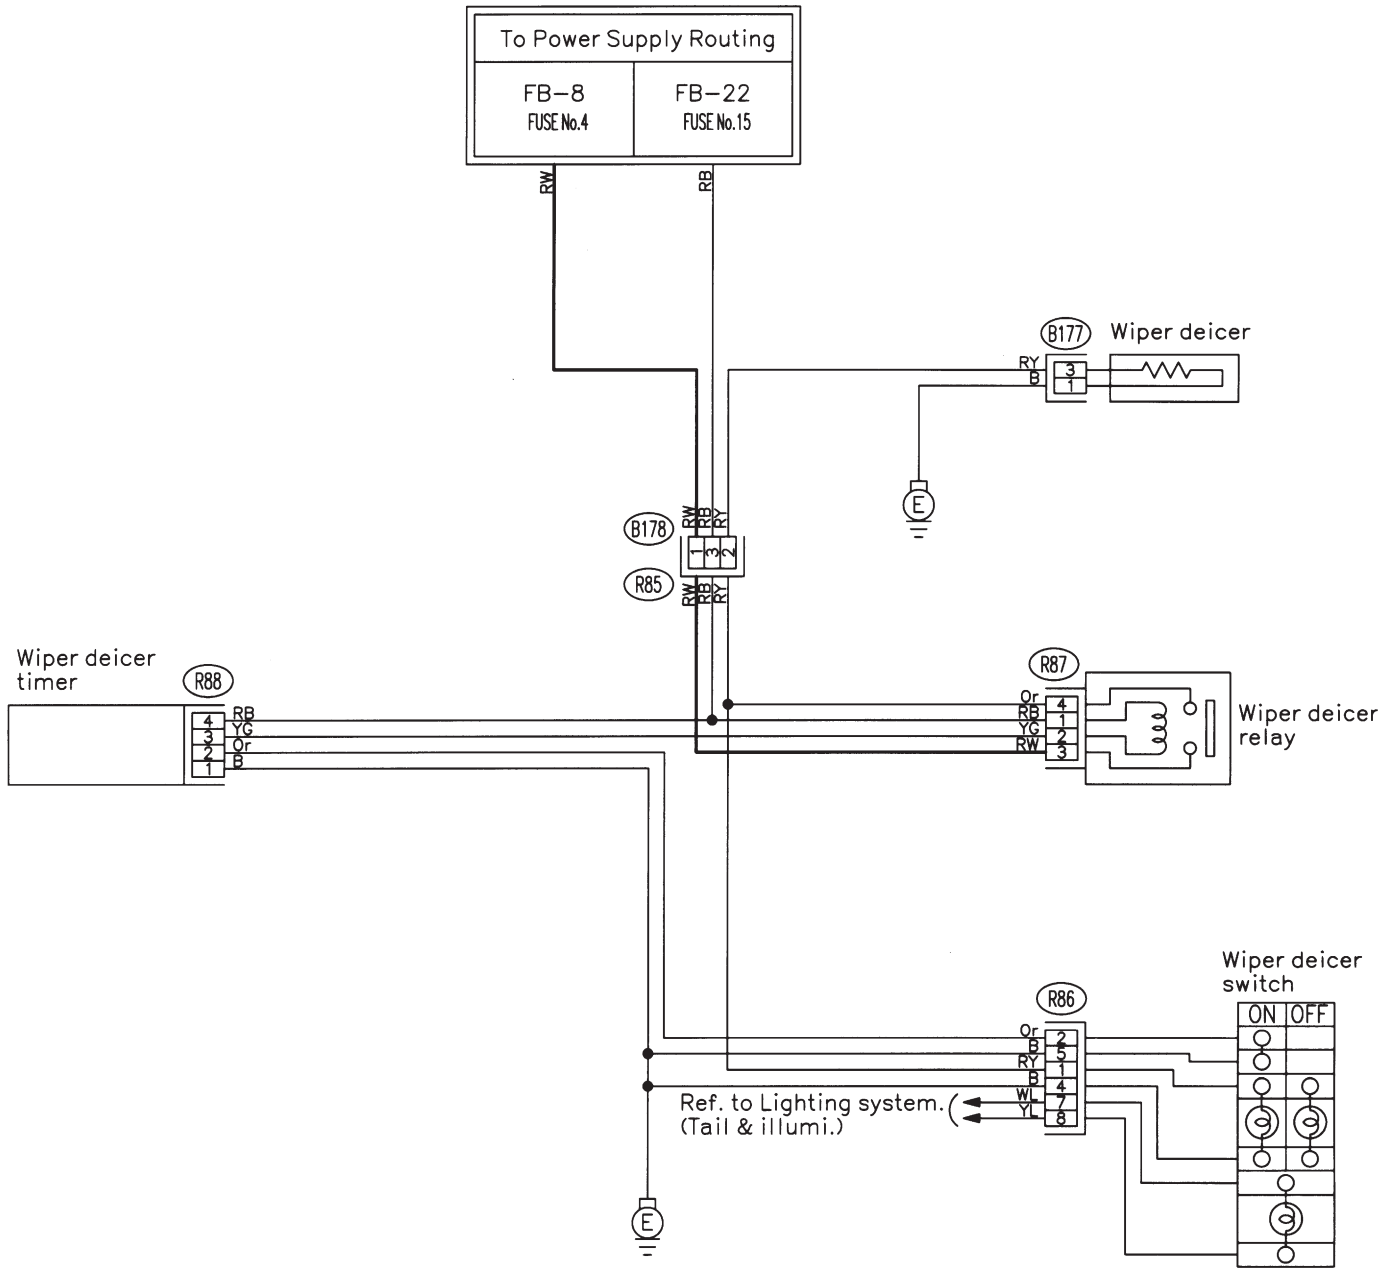 To Power Supply Routing
FB-8
FUSE No.4
FB-22
FUSE No.15
RW
RB
B177
Wiper deicer
RY
3
B
1
E
RW
RB
RY
B178
1
3
2
R85
RW
RB
RY
Wiper deicer
timer
R88
4
RB
3
YG
2
Or
1
B
R87
Or
4
RB
1
YG
2
RW
3
Wiper deicer
relay
Wiper deicer
switch
ON
OFF
R86
Or
2
B
5
RY
1
B
4
WL
7
YL
8
Ref. to Lighting system.
(Tail & illumi.)
E